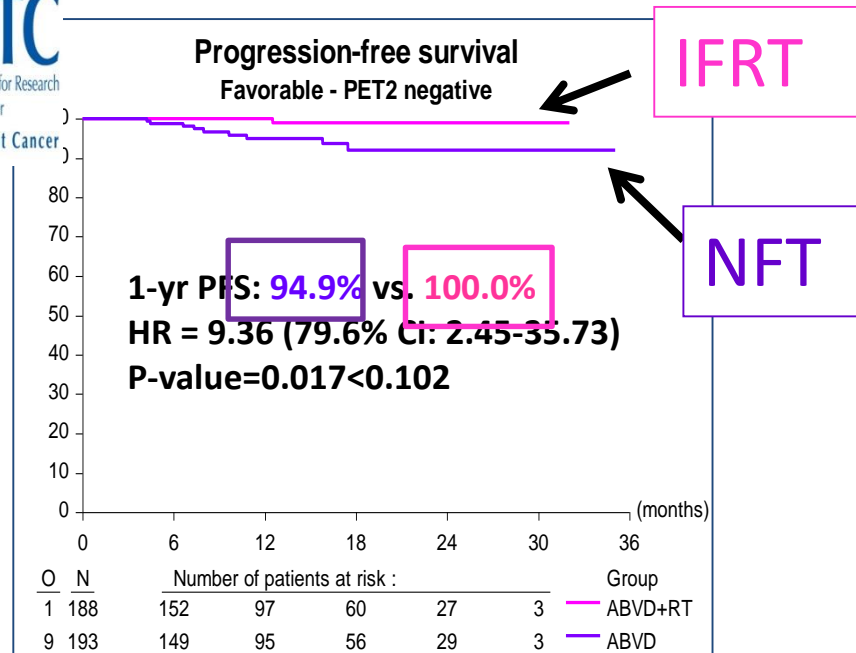 TC
for Research
r
t Cancer
Progression-free survival
Favorable - PET2 negative
IFRT
NFT
80
70
60
50
40
30
20
10
0
1-yr PFS: 94.9% vs. 100.0%
HR = 9.36 (79.6% CI: 2.45-35.73)
P-value=0.017<0.102
(months)
0 6 12 18 24 30 36
O N Number of patients at risk : Group
1 188 152 97 60 27 3 ABVD+RT
9 193 149 95 56 29 3 ABVD